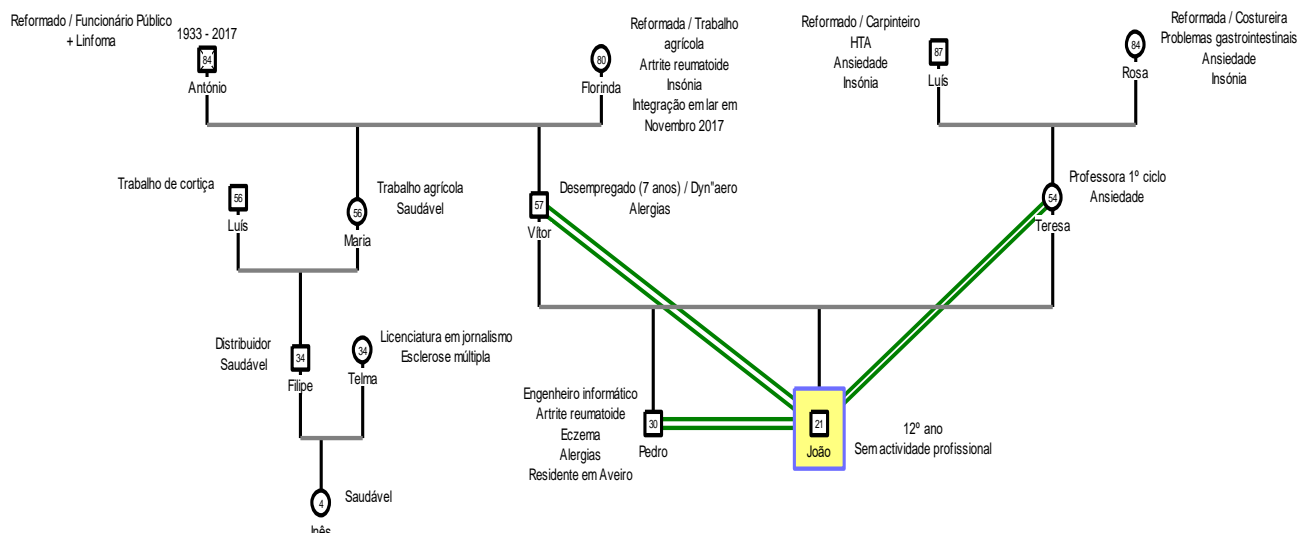 Reformado / Funcionário Público
+ Linfoma
1933 - 2017
84
António
80
Florinda
Reformada / Trabalho
agrícola
Artrite reumatoide
Insónia
Integração em lar em
Novembro 2017
Reformado / Carpinteiro
HTA
Ansiedade
Insónia
87
Luís
Reformada / Costureira
Problemas gastrointestinais
Ansiedade
Insónia
84
Rosa
Trabalho de cortiça
56
Luís
Trabalho agrícola
Saudável
56
Maria
Desempregado (7 anos) / Dyn"aero
Alergias
57
Vítor
Professora 1º ciclo
Ansiedade
54
Teresa
Distribuidor
Saudável
34
Filipe
Licenciatura em jornalismo
Esclerose múltipla
34
Telma
Engenheiro informático
Artrite reumatoide
Eczema
Alergias
Residente em Aveiro
30
Pedro
21
João
12º ano
Sem actividade profissional
4
Saudável
Inês